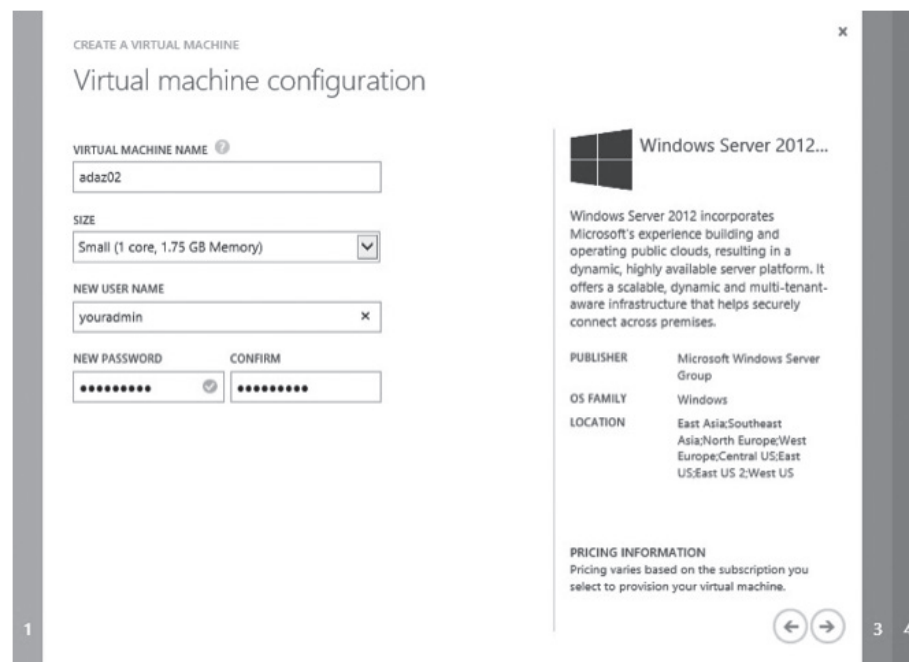 x
CREATE A VIRTUAL MACHINE
Virtual machine configuration
VIRTUAL MACHINE NAME ?
adaz02
SIZE
Small (1 core, 1.75 GB Memory)
NEW USER NAME
youradmin
NEW PASSWORD CONFIRM
Windows Server 2012...
Windows Server 2012 incorporates
Microsoft's experience building and
operating public clouds, resulting in a
dynamic, highly available server platform. It
offers a scalable, dynamic and multi-tenant-
aware infrastructure that helps securely
connect across premises.
PUBLISHER Microsoft Windows Server
Group
OS FAMILY Windows
LOCATION East Asia;Southeast
Asia;North Europe;West
Europe;Central US;East
US;East US 2;West US
PRICING INFORMATION
Pricing varies based on the subscription you
select to provision your virtual machine.
1
3 4